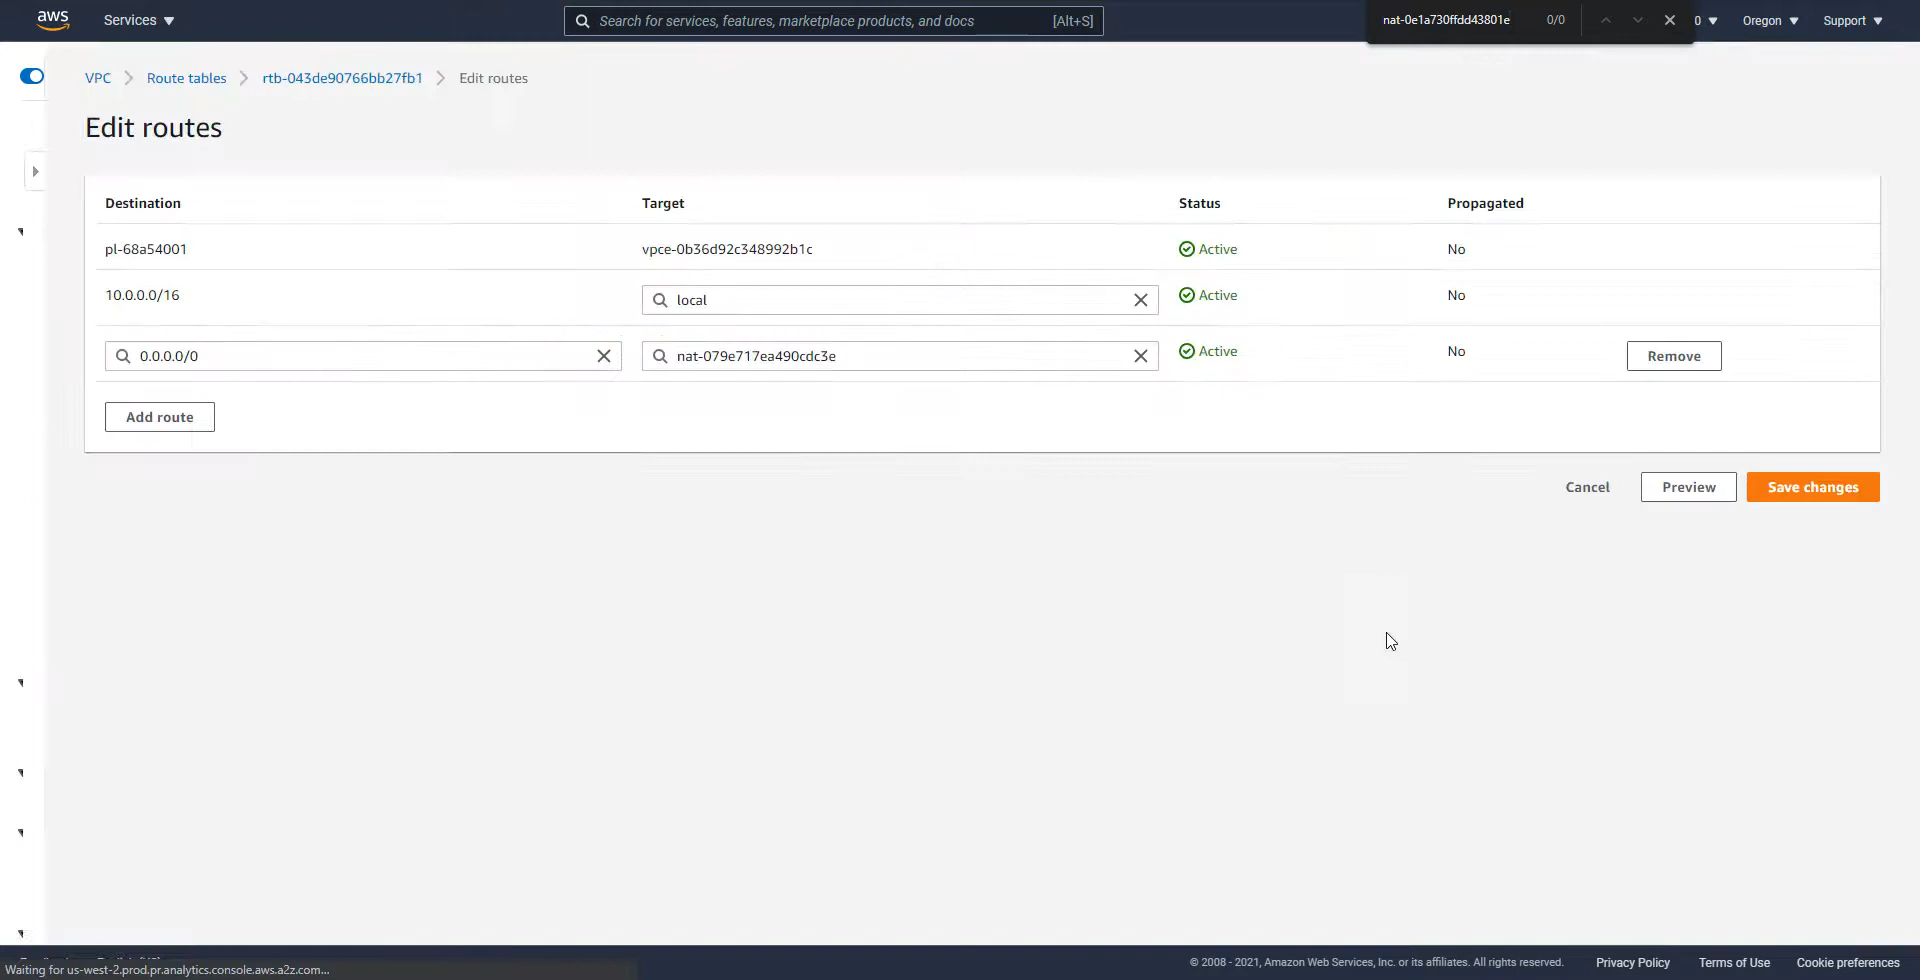 aws Services Search for services, features, marketplace products, and docs [Alt+S] nat-0e1a730ffdd43801e 0/0 0 Oregon Support
VPC Route tables rtb-043de90766bb27fb1 Edit routes
Edit routes
Destination Target Status Propagated
pl-68a54001 vpce-0b36d92c348992b1c Active No
10.0.0.0/16 local Active No
0.0.0.0/0 nat-079e717ea490cdc3e Active No Remove
Add route
Cancel Preview Save changes
© 2008 - 2021, Amazon Web Services, Inc. or its affiliates. All rights reserved. Privacy Policy Terms of Use Cookie preferences
Waiting for us-west-2.prod.pr.analytics.console.aws.a2z.com...